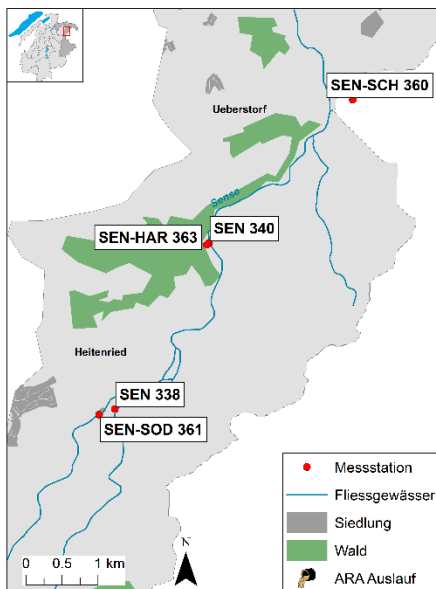 SEN-SCH 360
Ueberstorf
Sense
SEN-HAR 363
SEN 340
Heitenried
SEN 338
SEN-SOD 361
0 0.5 1
km
N
Messstation
Fliessgewässer
Siedlung
Wald
ARA Auslauf